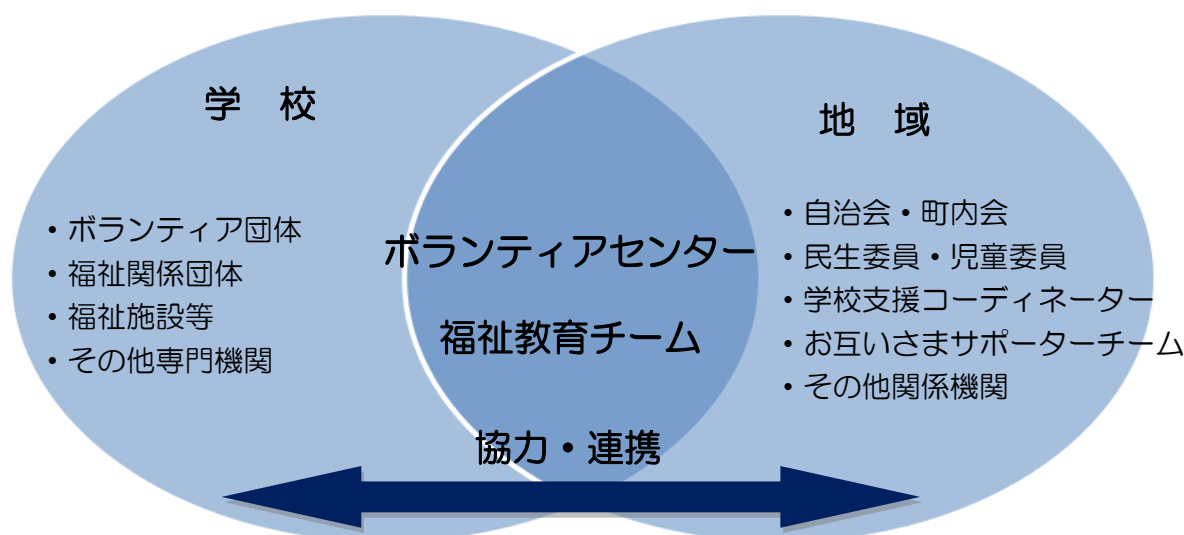 学　校
・ボランティア団体
・福祉関係団体
・福祉施設等
・その他専門機関
ボランティアセンター
福祉教育チーム
協力・連携
地　域
・自治会・町内会
・民生委員・児童委員
・学校支援コーディネーター
・お互いさまサポーターチーム
・その他関係機関